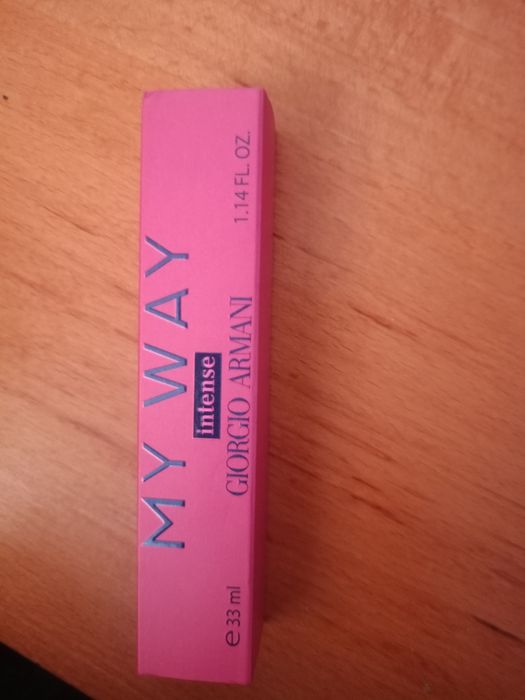 MY WAY
intense
GIORGIO ARMANI
℮ 33 ml 1.14 FL. OZ.